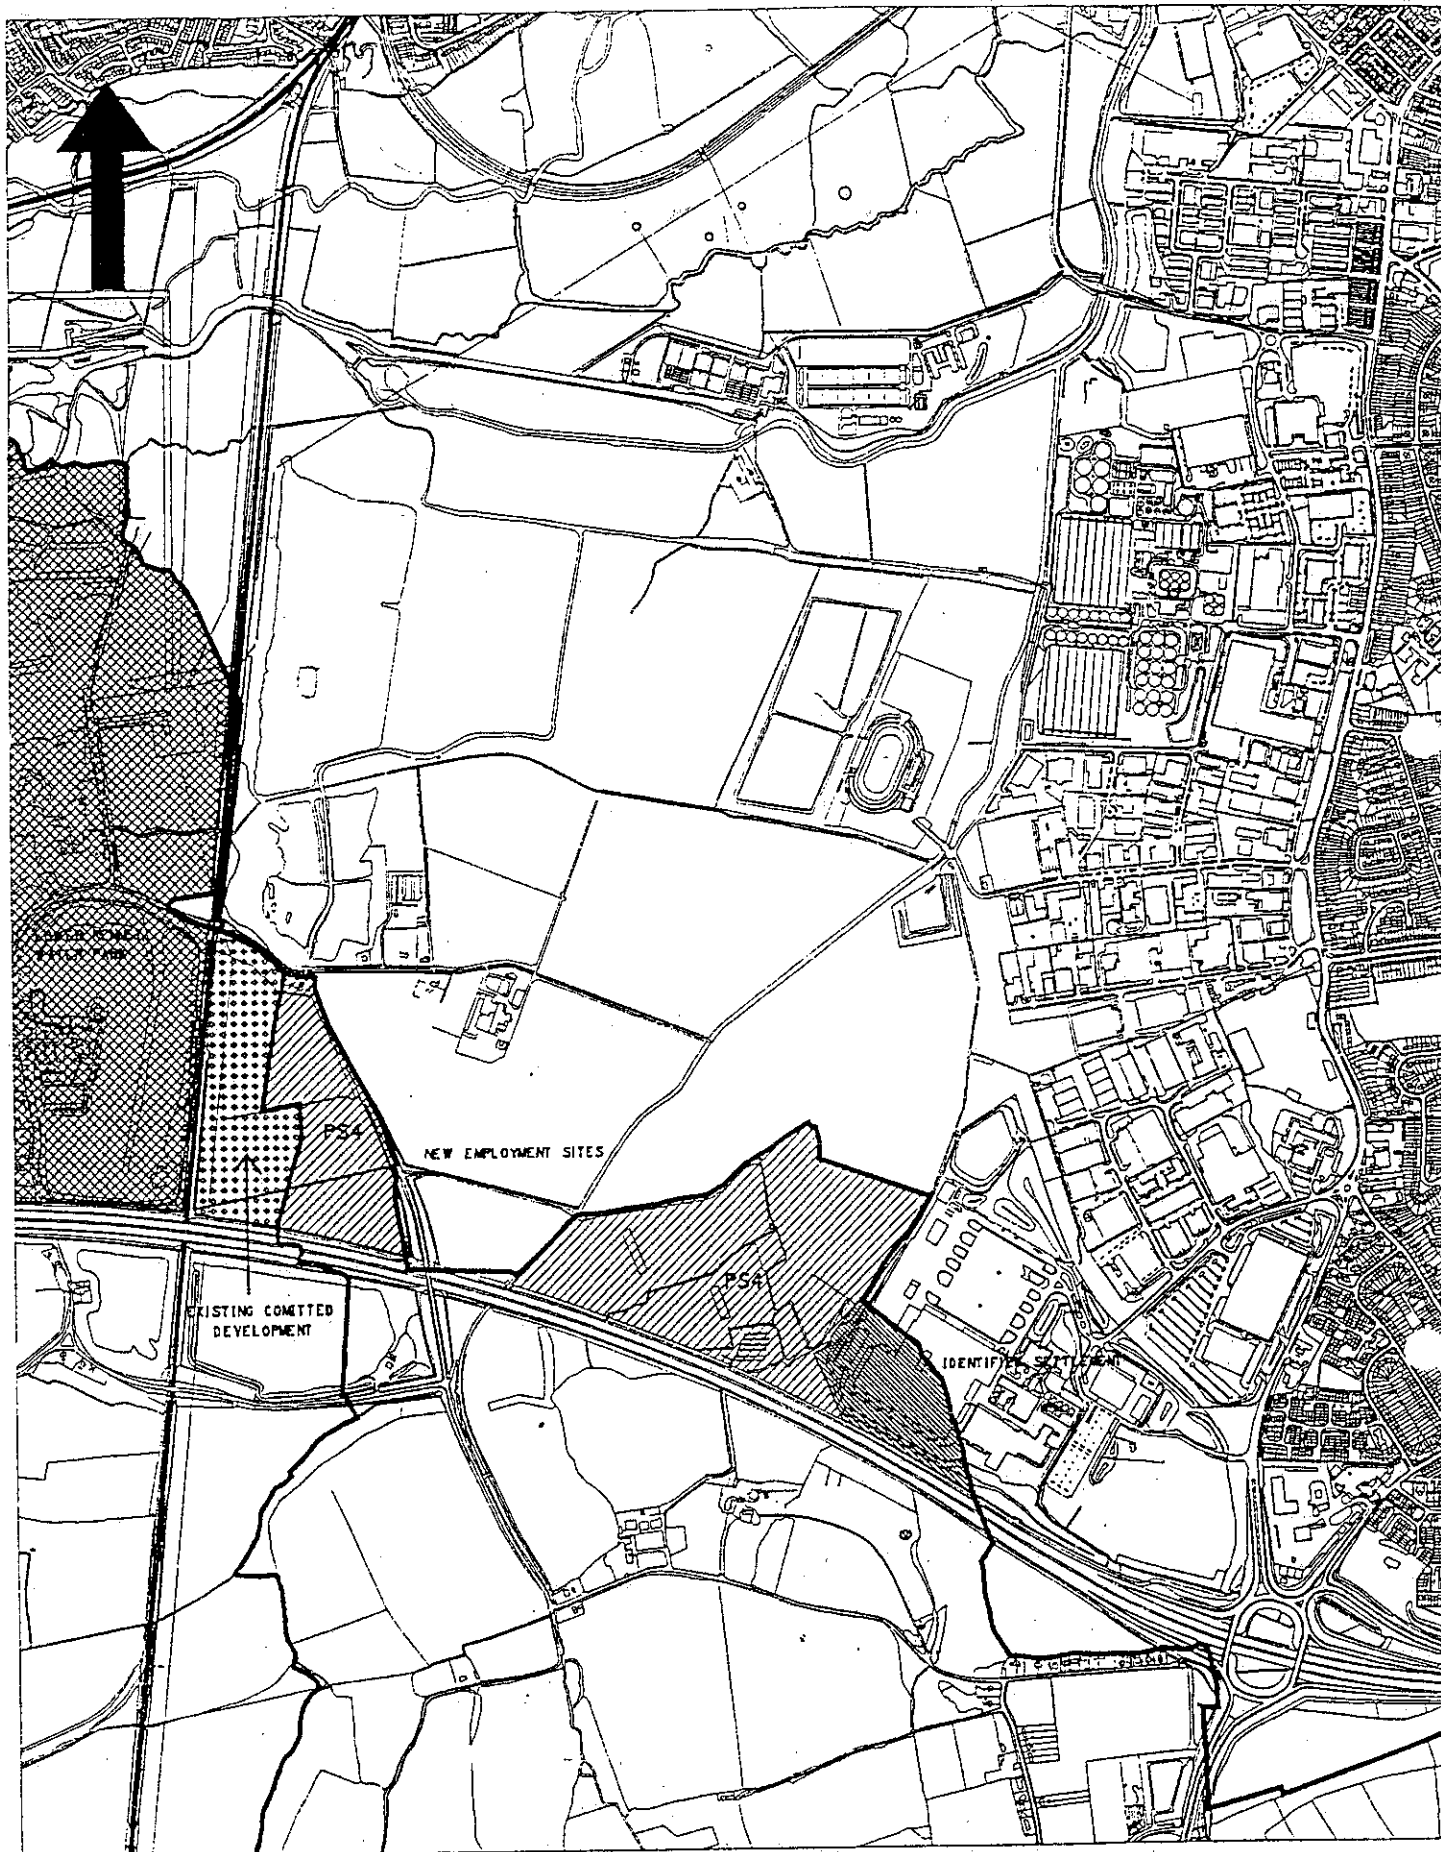 PS4
NEW EMPLOYMENT SITES
PS4
EXISTING COMITTED
DEVELOPMENT
IDENTIFIED SETTLEMENT